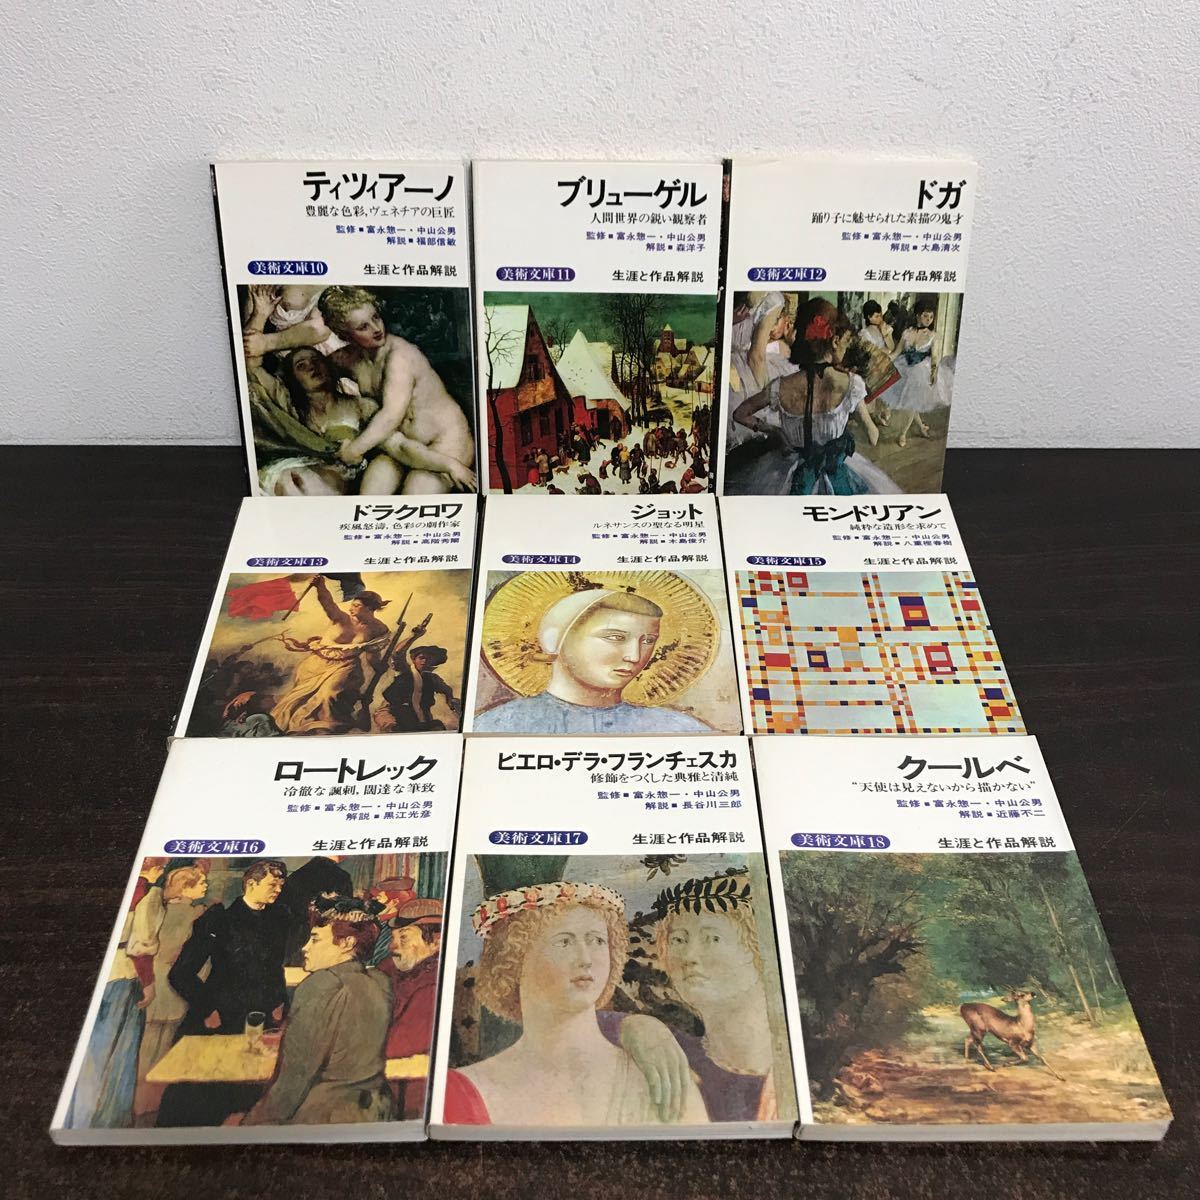 ティツィアーノ
豊麗な色彩,ヴェネチアの巨匠
監修■富永惣一・中山公男
解説■福部信敏
美術文庫10
生涯と作品解説
ブリューゲル
人間世界の鋭い観察者
監修■富永惣一・中山公男
解説■森洋子
美術文庫11
生涯と作品解説
ドガ
踊り子に魅せられた素描の鬼才
監修■富永惣一・中山公男
解説■大島清次
美術文庫12
生涯と作品解説
ドラクロワ
疾風怒濤,色彩の劇作家
監修■富永惣一・中山公男
解説■高階秀爾
美術文庫13
生涯と作品解説
ジョット
ルネサンスの聖なる明星
監修■富永惣一・中山公男
解説■木島俊介
美術文庫14
生涯と作品解説
モンドリアン
純粋な造形を求めて
監修■富永惣一・中山公男
解説■八重樫春樹
美術文庫15
生涯と作品解説
ロートレック
冷徹な諷刺,闊達な筆致
監修■富永惣一・中山公男
解説■黒江光彦
美術文庫16
生涯と作品解説
ピエロ・デラ・フランチェスカ
修飾をつくした典雅と清純
監修■富永惣一・中山公男
解説■長谷川三郎
美術文庫17
生涯と作品解説
クールベ
"天使は見えないから描かない"
監修■富永惣一・中山公男
解説■近藤不二
美術文庫18
生涯と作品解説